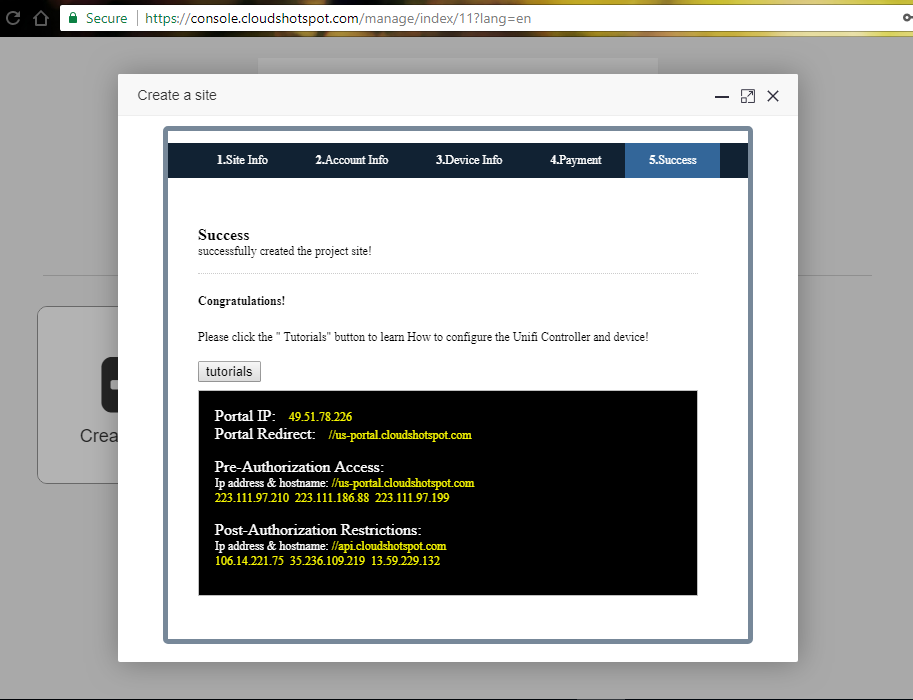 Secure https://console.cloudshotspot.com/manage/index/11?lang=en
Create a site
1.Site Info 2.Account Info 3.Device Info 4.Payment 5.Success
Success
successfully created the project site!
Congratulations!
Please click the " Tutorials" button to learn How to configure the Unifi Controller and device!
tutorials
Portal IP: 49.51.78.226
Portal Redirect: //us-portal.cloudshotspot.com
Pre-Authorization Access:
Ip address & hostname: //us-portal.cloudshotspot.com
223.111.97.210 223.111.186.88 223.111.97.199
Post-Authorization Restrictions:
Ip address & hostname: //api.cloudshotspot.com
106.14.221.75 35.236.109.219 13.59.229.132
Crea